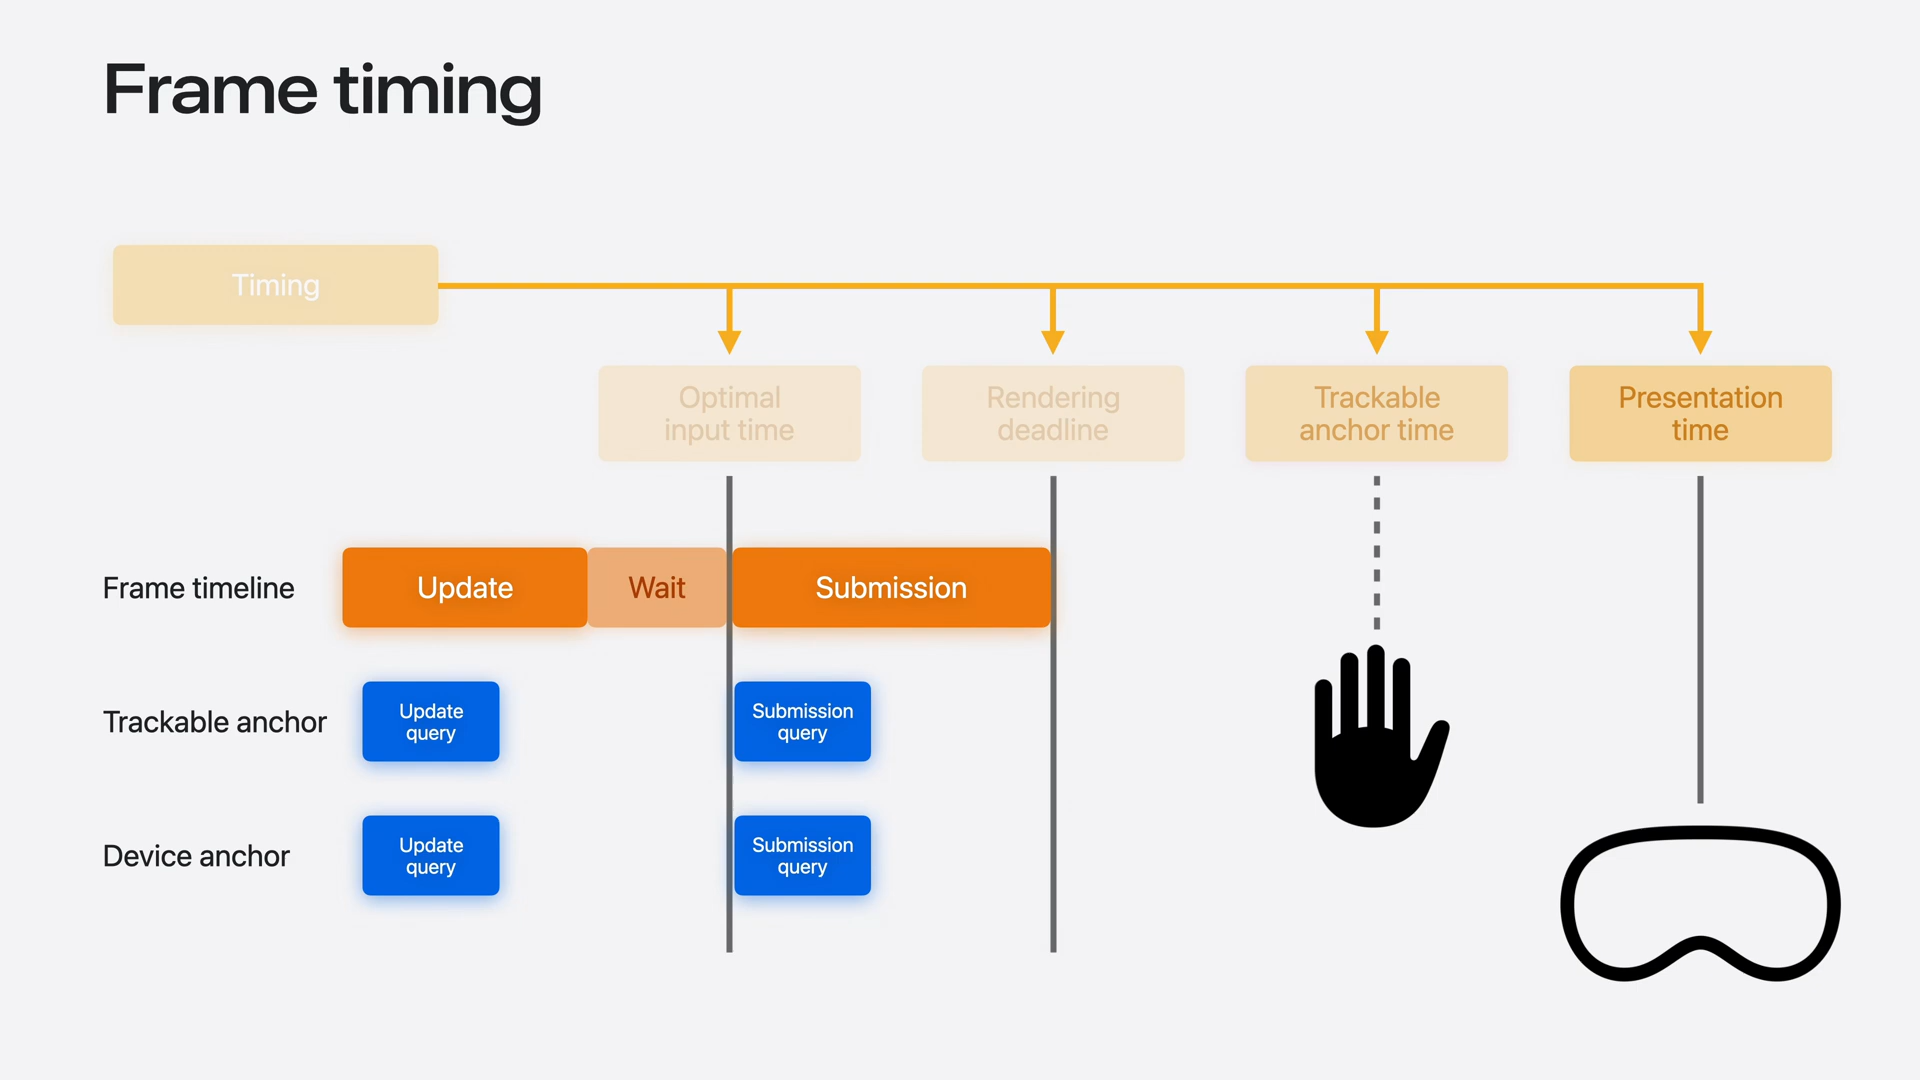 Frame timing
Timing
Optimal
input time
Rendering
deadline
Trackable
anchor time
Presentation
time
Frame timeline
Update
Wait
Submission
Trackable anchor
Update
query
Submission
query
Device anchor
Update
query
Submission
query